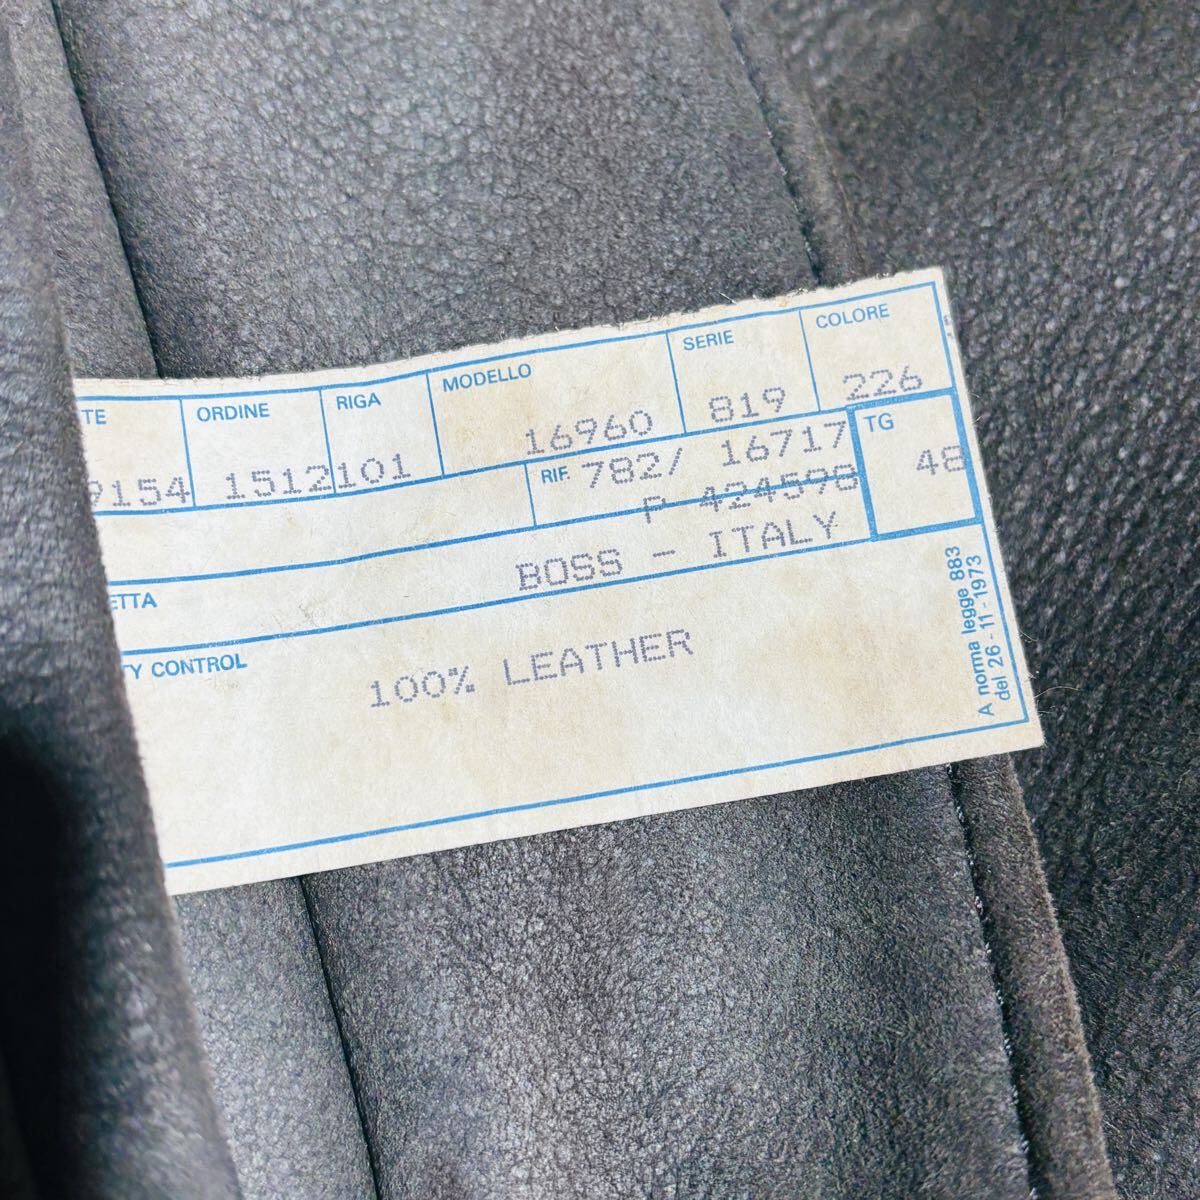 TE ORDINE RIGA MODELLO SERIE COLORE
9154 1512 101 16960 819 226
RIF. 782/ 16717 TG 48
P 424598
ETTA BOSS - ITALY
TY CONTROL
100% LEATHER
A norma legge 883
del 26-11-1973